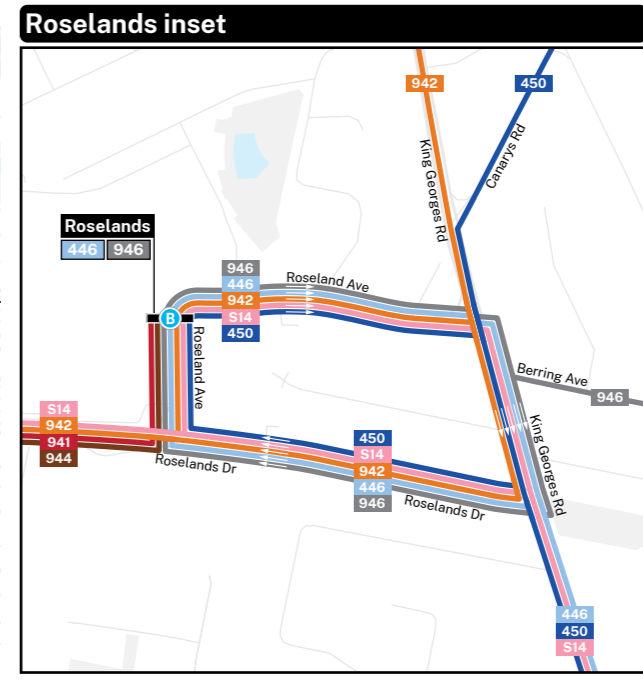 Roselands inset
942
450
King Georges Rd
Canarys Rd
Roselands
446 946
946
446
942
S14
450
Roseland Ave
B
Roseland Ave
Berring Ave
946
S14
942
941
944
Roselands Dr
450
S14
942
446
946
Roselands Dr
King Georges Rd
446
450
S14